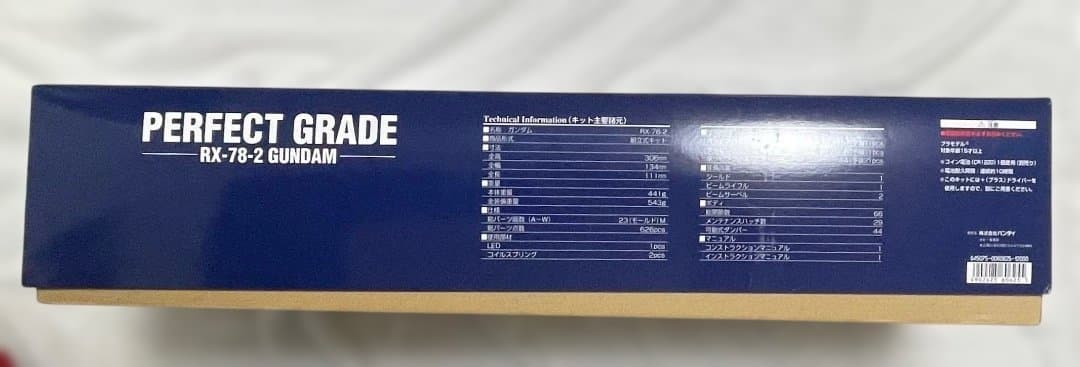 PERFECT GRADE
RX-78-2 GUNDAM
Technical Information(キット主要諸元)
■名称 ガンダム RX-78-2
■商品形式 組立式キット
■寸法
全高 306mm
全幅 134mm
全長 111mm
■重量
本体重量 441g
全装備重量 543g
■仕様
総パーツ個数 (A~W) 23(モールド)M
総パーツ点数 626pcs
■使用部材
LED 1pcs
コイルスプリング 2pcs
シールド 1
ビームライフル 1
ビームサーベル 2
■ボディ
総関節数 66
メンテナンスハッチ数 29
可動式ダンパー 44
■マニュアル
コンストラクションマニュアル 1
インストラクションマニュアル 1
⚠ 注意
プラモデル
対象年齢15才以上
※コイン電池(CR1220)1個使用(別売り)
※このキットには+(プラス)ドライバーを
使用しますので、別にご用意ください。
株式会社バンダイ